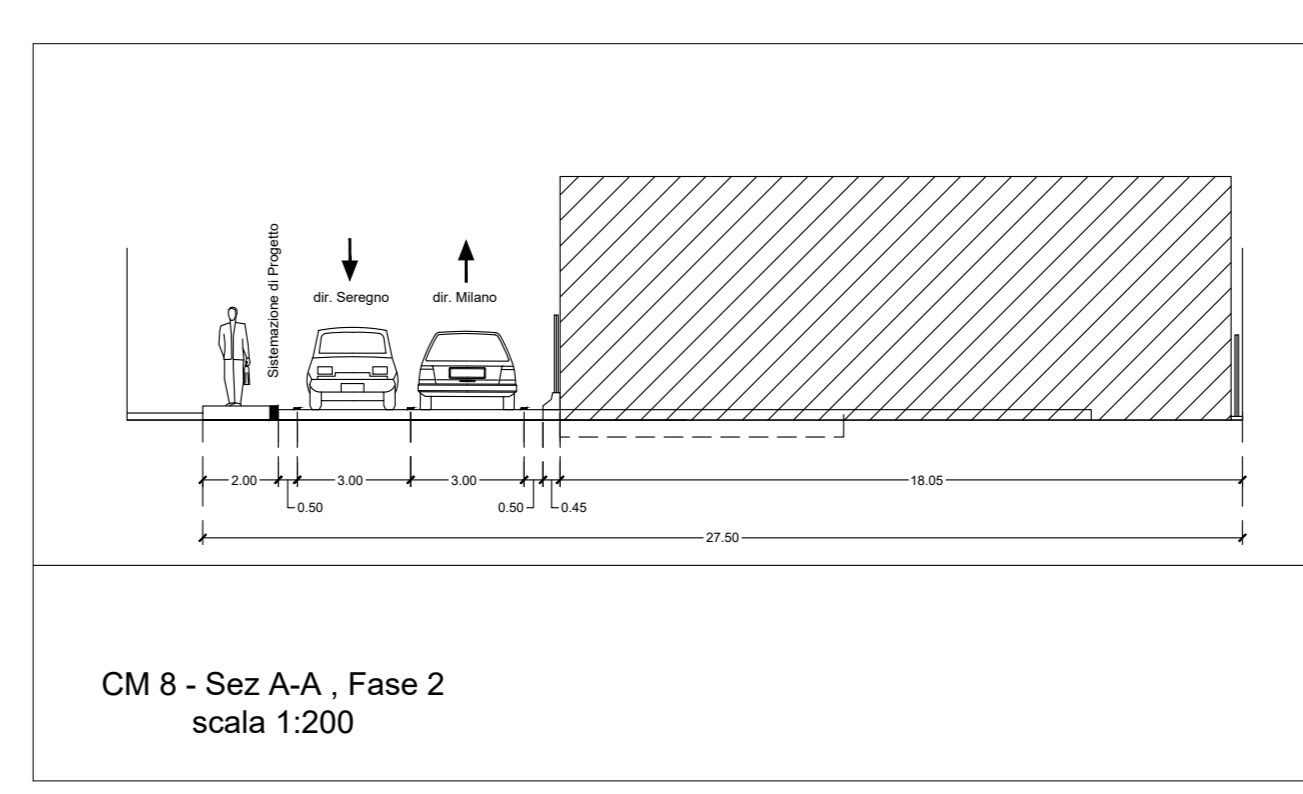 Sistemazione di Progetto
dir. Seregno
dir. Milano
2.00
3.00
3.00
18.05
0.50
0.50
0.45
27.50
CM 8 - Sez A-A , Fase 2
scala 1:200